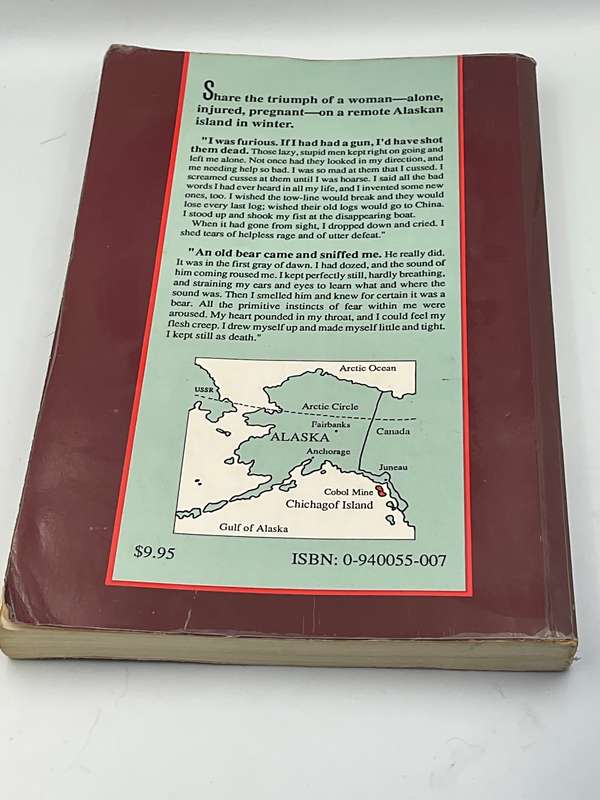 Share the triumph of a woman—alone,
injured, pregnant—on a remote Alaskan
island in winter.
"I was furious. If I had had a gun, I'd have shot
them dead. Those lazy, stupid men kept right on going and
left me alone. Not once had they looked in my direction, and
me needing help so bad. I was so mad at them that I cussed. I
screamed cusses at them until I was hoarse. I said all the bad
words I had ever heard in all my life, and I invented some new
ones, too. I wished the tow-line would break and they would
lose every last log; wished their old logs would go to China.
I stood up and shook my fist at the disappearing boat.
When it had gone from sight, I dropped down and cried. I
shed tears of helpless rage and of utter defeat."
"An old bear came and sniffed me. He really did.
It was in the first gray of dawn. I had dozed, and the sound of
him coming roused me. I kept perfectly still, hardly breathing,
and straining my ears and eyes to learn what and where the
sound was. Then I smelled him and knew for certain it was a
bear. All the primitive instincts of fear within me were
aroused. My heart pounded in my throat, and I could feel my
flesh creep. I drew myself up and made myself little and tight.
I kept still as death."
Arctic Ocean
USSR
Arctic Circle
Fairbanks
Canada
ALASKA
Anchorage
Juneau
Cobol Mine
Chichagof Island
Gulf of Alaska
$9.95
ISBN: 0-940055-007